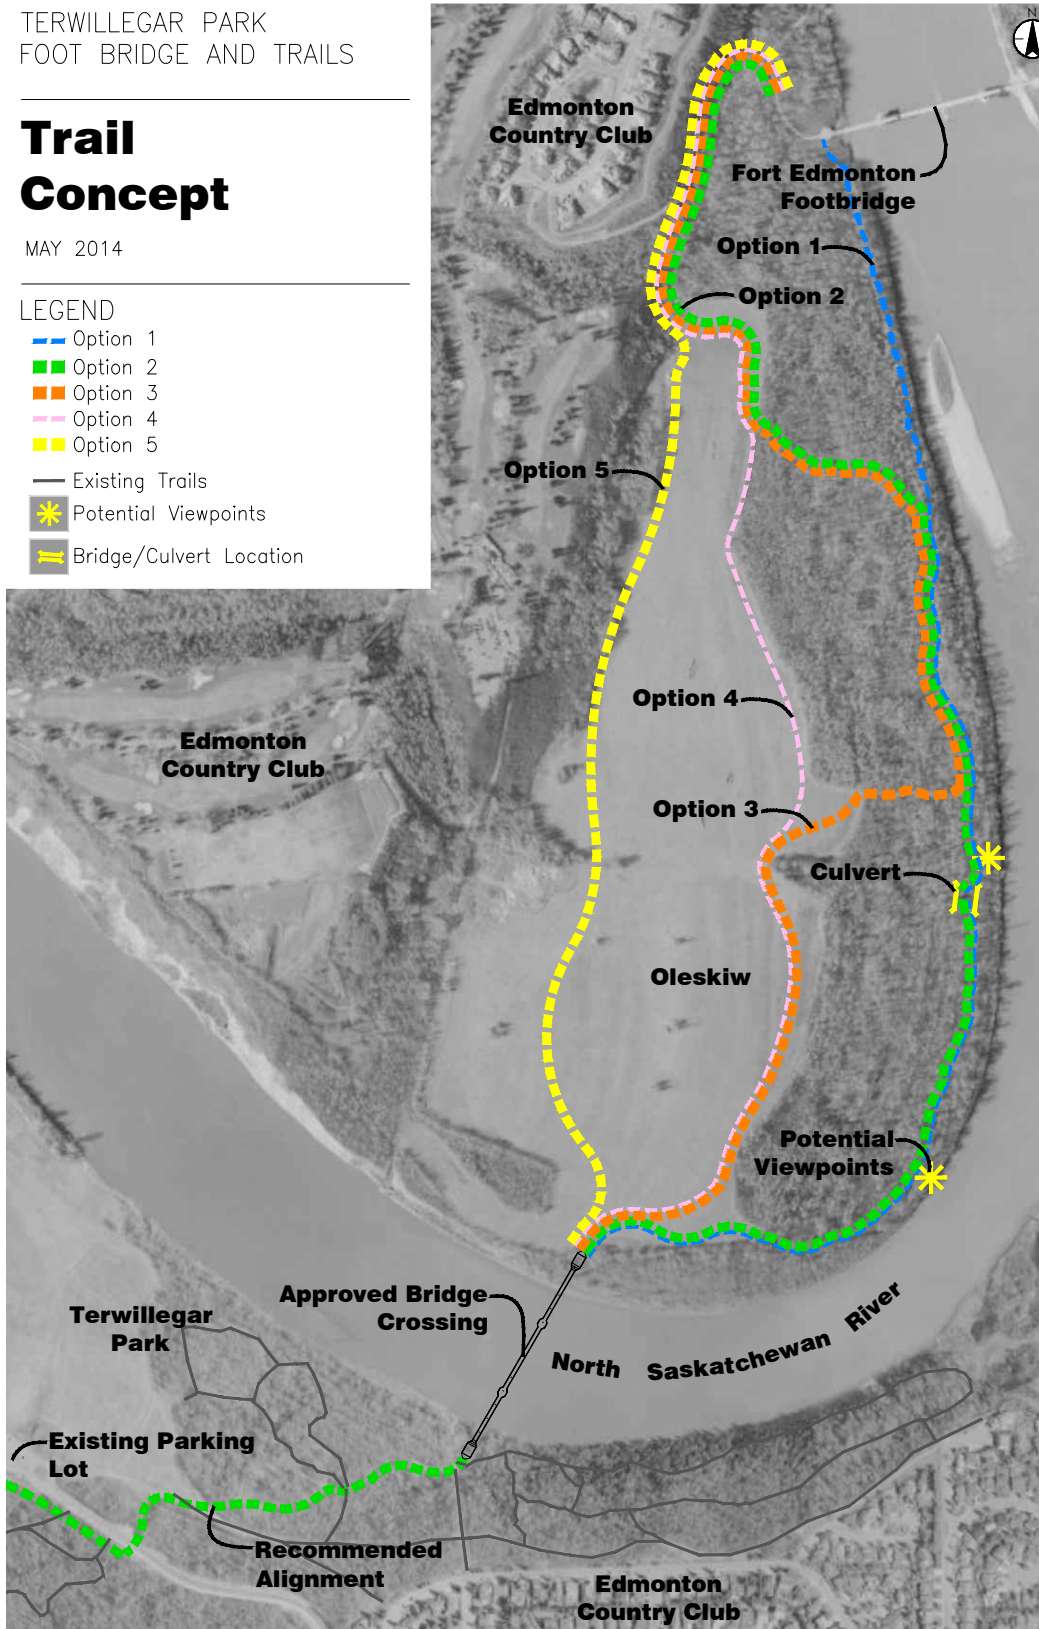 TERWILLEGAR PARK
FOOT BRIDGE AND TRAILS
Trail
Concept
MAY 2014
LEGEND
Option 1
Option 2
Option 3
Option 4
Option 5
Existing Trails
Potential Viewpoints
Bridge/Culvert Location
N
Edmonton
Country Club
Fort Edmonton
Footbridge
Option 1
Option 2
Option 5
Option 4
Edmonton
Country Club
Option 3
Culvert
Oleskiw
Potential
Viewpoints
Approved Bridge
Crossing
Terwillegar
Park
North Saskatchewan River
Existing Parking
Lot
Recommended
Alignment
Edmonton
Country Club